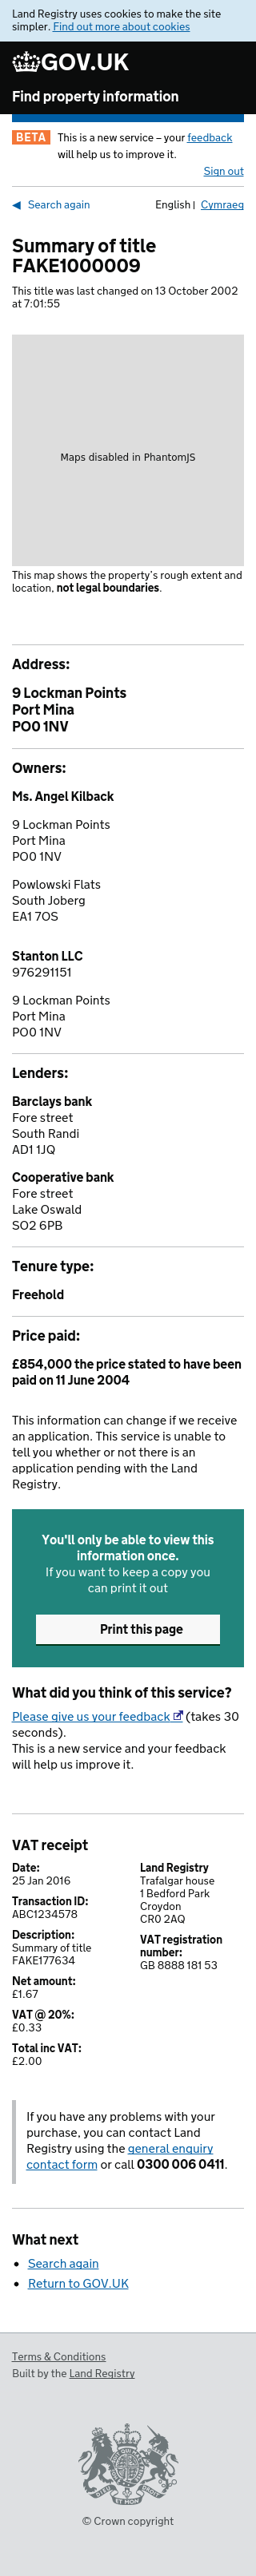 Land Registry uses cookies to make the site
simpler. Find out more about cookies
GOV.UK
Find property information
BETA This is a new service – your feedback
will help us to improve it.
Sign out
Search again English | Cymraeg
Summary of title
FAKE1000009
This title was last changed on 13 October 2002
at 7:01:55
Maps disabled in PhantomJS
This map shows the property's rough extent and
location, not legal boundaries.
Address:
9 Lockman Points
Port Mina
PO0 1NV
Owners:
Ms. Angel Kilback
9 Lockman Points
Port Mina
PO0 1NV
Powlowski Flats
South Joberg
EA1 7OS
Stanton LLC
976291151
9 Lockman Points
Port Mina
PO0 1NV
Lenders:
Barclays bank
Fore street
South Randi
AD1 1JQ
Cooperative bank
Fore street
Lake Oswald
SO2 6PB
Tenure type:
Freehold
Price paid:
£854,000 the price stated to have been
paid on 11 June 2004
This information can change if we receive
an application. This service is unable to
tell you whether or not there is an
application pending with the Land
Registry.
You'll only be able to view this
information once.
If you want to keep a copy you
can print it out
Print this page
What did you think of this service?
Please give us your feedback (takes 30
seconds).
This is a new service and your feedback
will help us improve it.
VAT receipt
Date:
25 Jan 2016
Transaction ID:
ABC1234578
Description:
Summary of title
FAKE177634
Net amount:
£1.67
VAT @ 20%:
£0.33
Total inc VAT:
£2.00
Land Registry
Trafalgar house
1 Bedford Park
Croydon
CR0 2AQ
VAT registration
number:
GB 8888 181 53
If you have any problems with your
purchase, you can contact Land
Registry using the general enquiry
contact form or call 0300 006 0411.
What next
Search again
Return to GOV.UK
Terms & Conditions
Built by the Land Registry
© Crown copyright